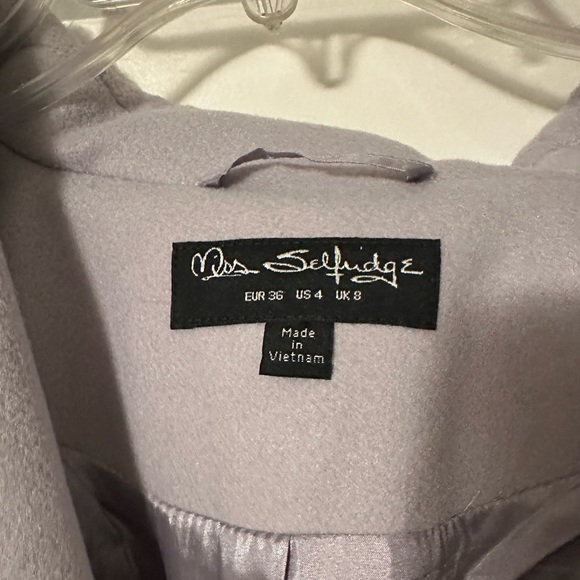 Miss Selfridge
EUR 36 US 4 UK 8
Made
in
Vietnam